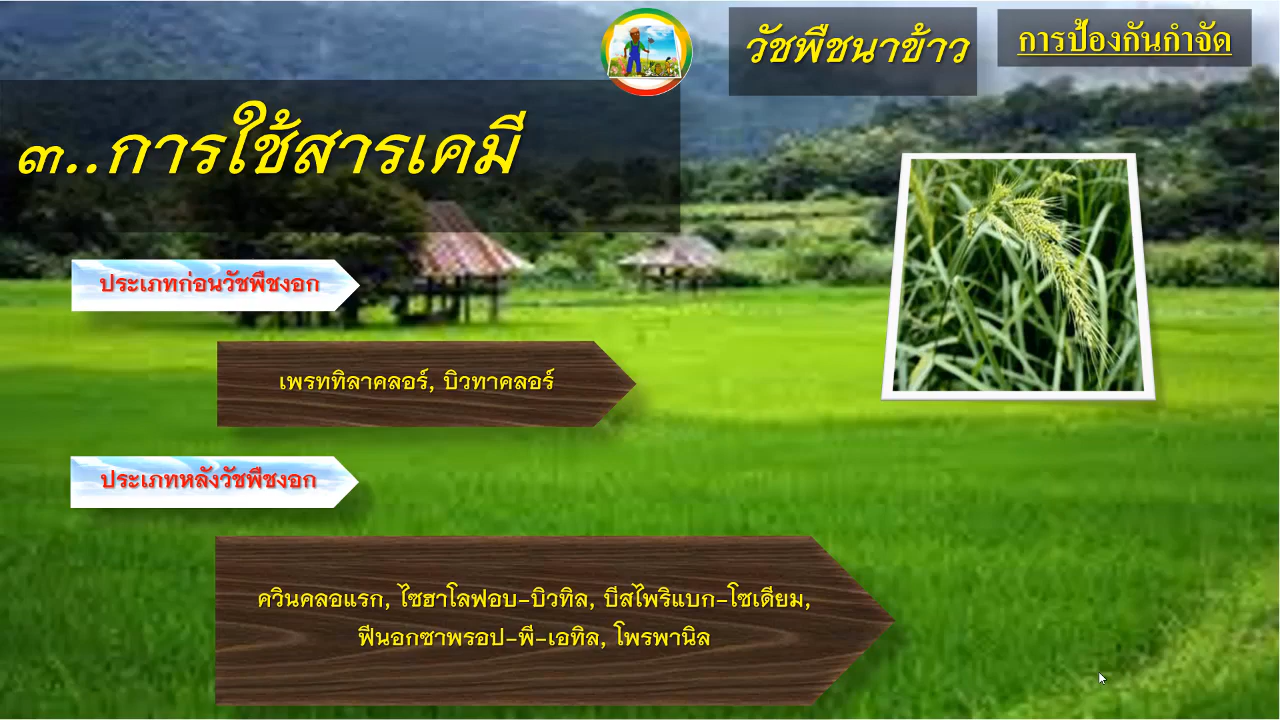 วัชพืชนาข้าว
การป้องกันกำจัด
๓..การใช้สารเคมี
ประเภทก่อนวัชพืชงอก
เพรททิลาคลอร์, บิวทาคลอร์
ประเภทหลังวัชพืชงอก
ควินคลอแรก, ไซฮาโลฟอบ-บิวทิล, บีสไพริแบก-โซเดียม,
ฟีนอกซาพรอป-พี-เอทิล, โพรพานิล